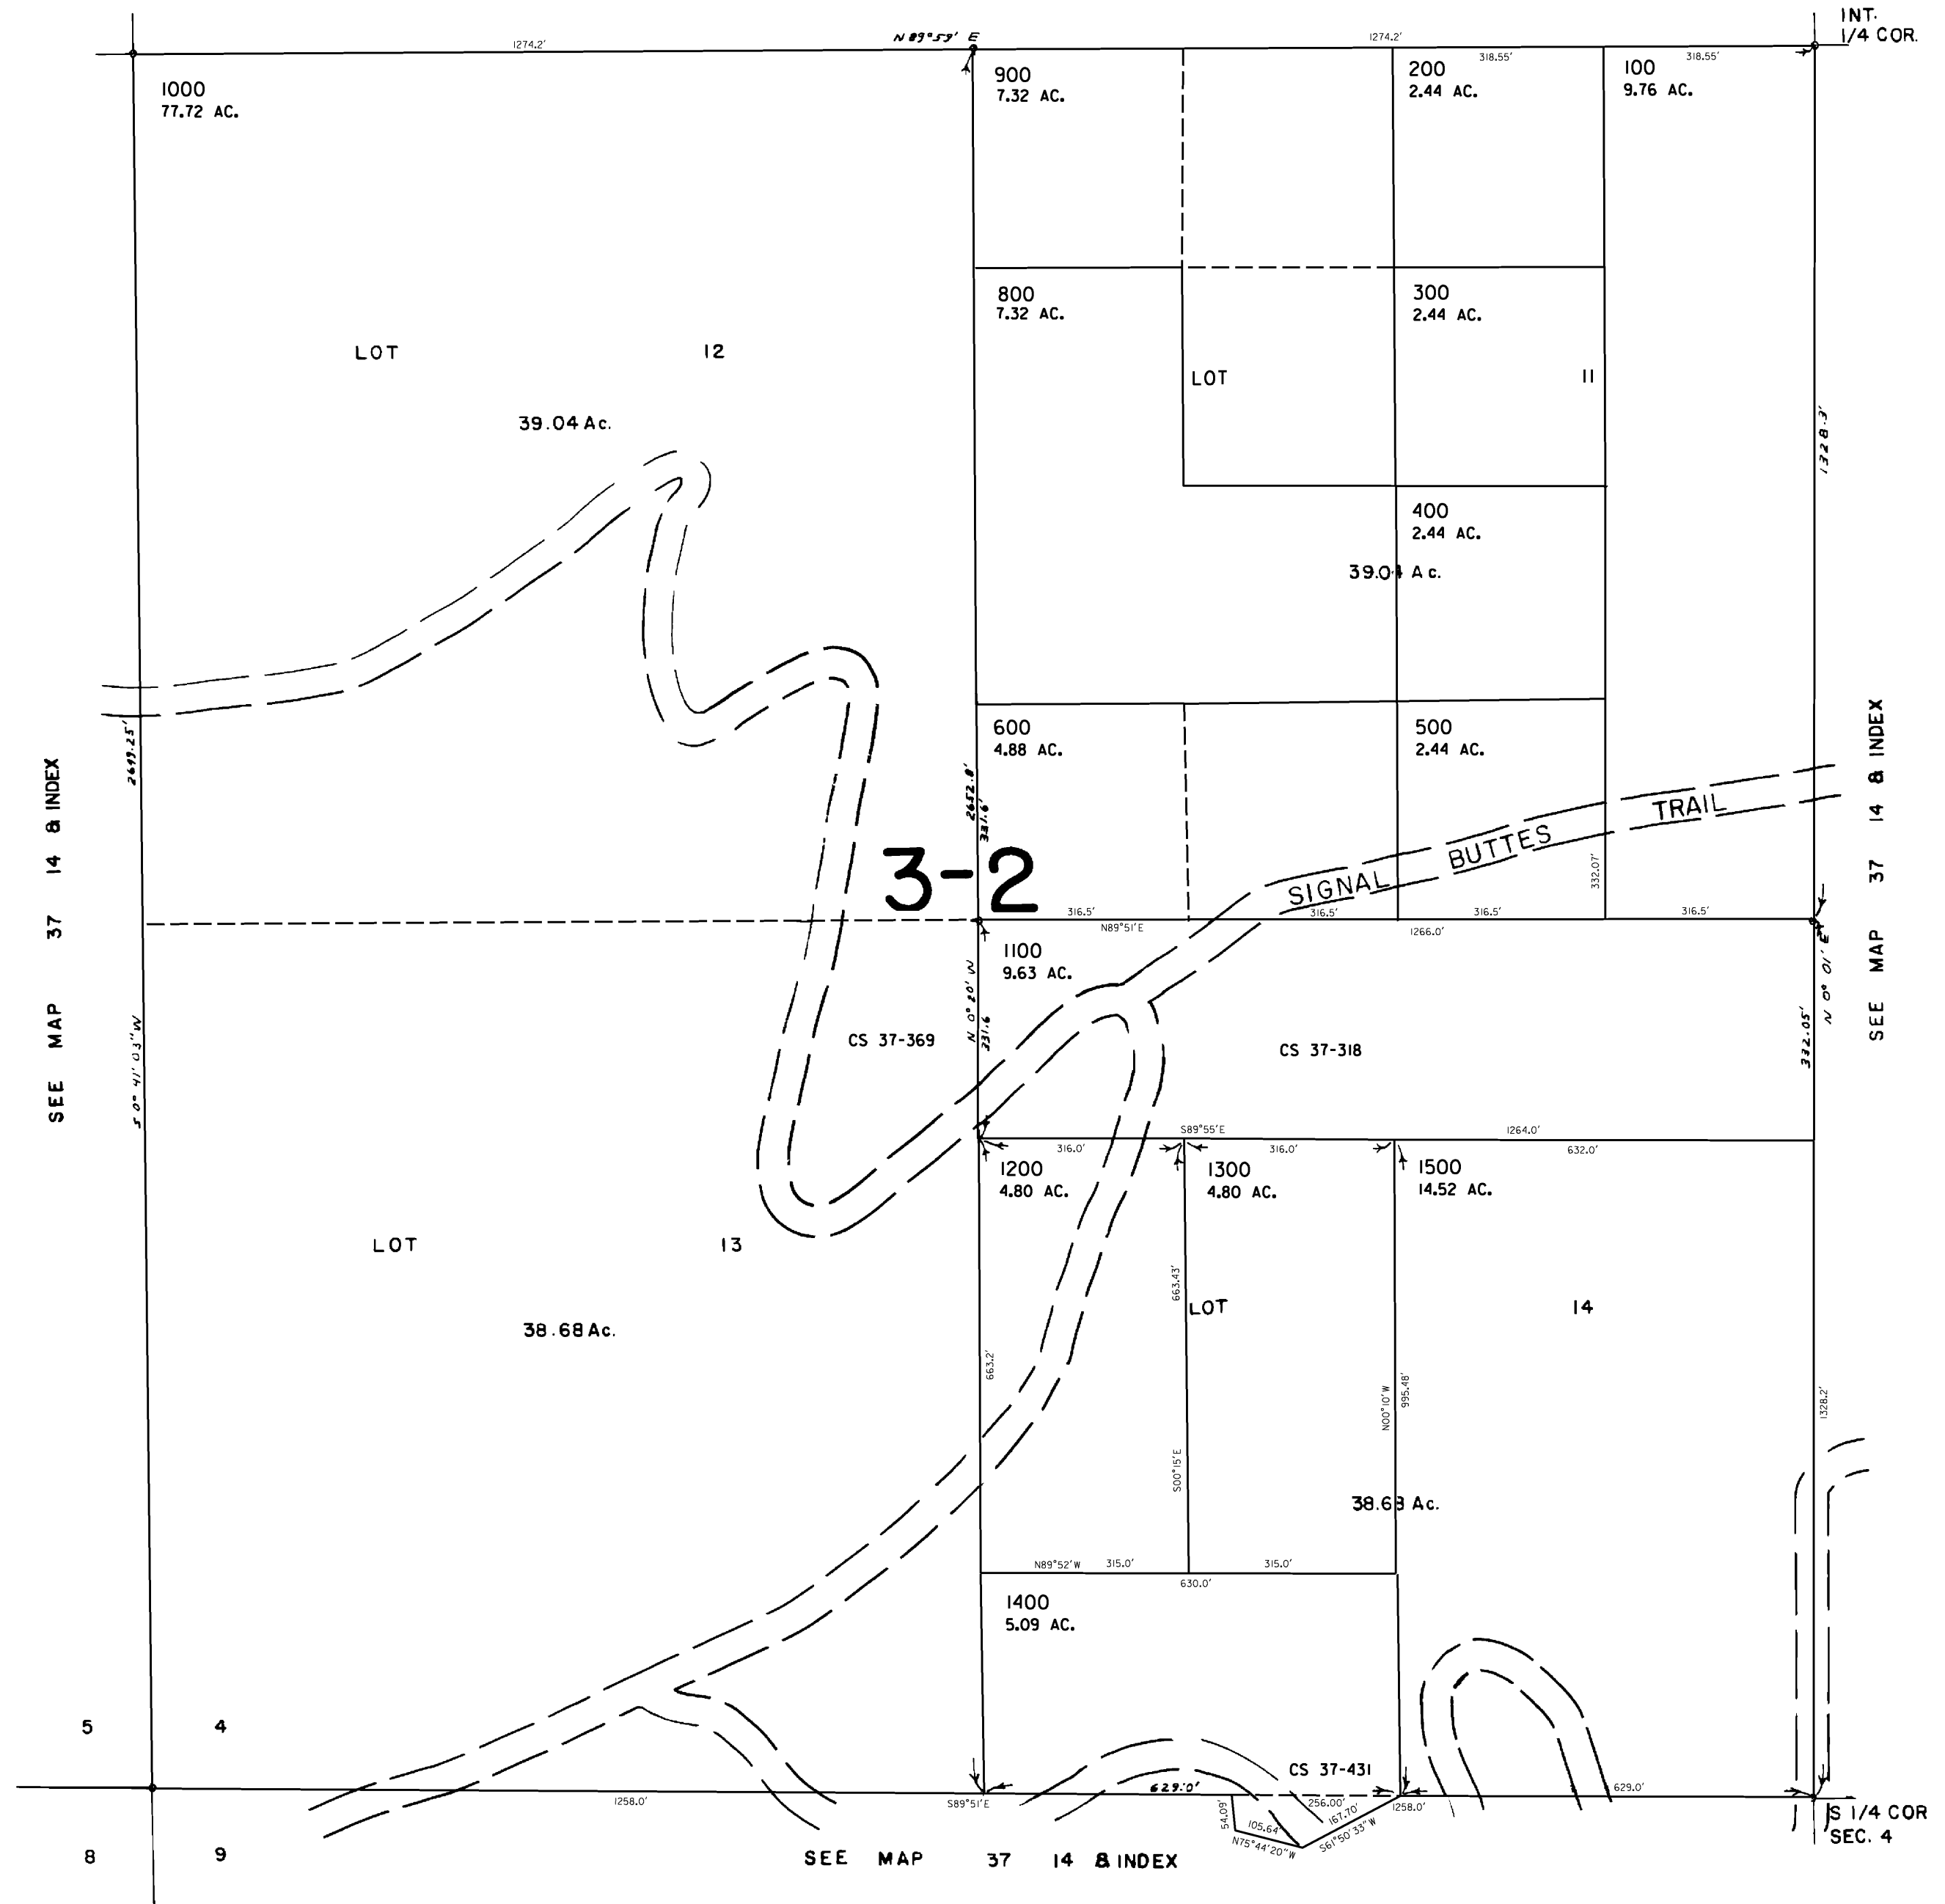 INT.
1/4 COR.
1274.2'
N 89°59' E
1274.2'
318.55'
318.55'
1000
77.72 AC.
900
7.32 AC.
200
2.44 AC.
100
9.76 AC.
800
7.32 AC.
300
2.44 AC.
LOT 12
39.04 Ac.
LOT 11
1328.3'
400
2.44 AC.
39.04 Ac.
2699.25'
600
4.88 AC.
500
2.44 AC.
2652.8'
331.6'
SIGNAL BUTTES TRAIL
332.07'
SEE MAP 37 14 & INDEX
SEE MAP 37 14 & INDEX
3-2
316.5'
316.5'
316.5'
316.5'
N89°51'E
1266.0'
1100
9.63 AC.
N 0° 20' W
331.6
N 0° 01' E
332.05'
S 0° 41' 03" W
CS 37-369
CS 37-318
S89°55'E
1264.0'
316.0'
316.0'
632.0'
1200
4.80 AC.
1300
4.80 AC.
1500
14.52 AC.
LOT 13
38.68 Ac.
663.43'
LOT 14
663.2'
N00°10'W
995.48'
1328.2'
S00°15'E
38.68 Ac.
N89°52'W
315.0'
315.0'
630.0'
1400
5.09 AC.
5 4
CS 37-431
629.0'
629.0'
1258.0'
S89°51'E
256.00'
1258.0'
54.09'
105.64'
167.70'
N75°44'20"W
S61°50'33"W
S 1/4 COR
SEC. 4
8 9
SEE MAP 37 14 & INDEX